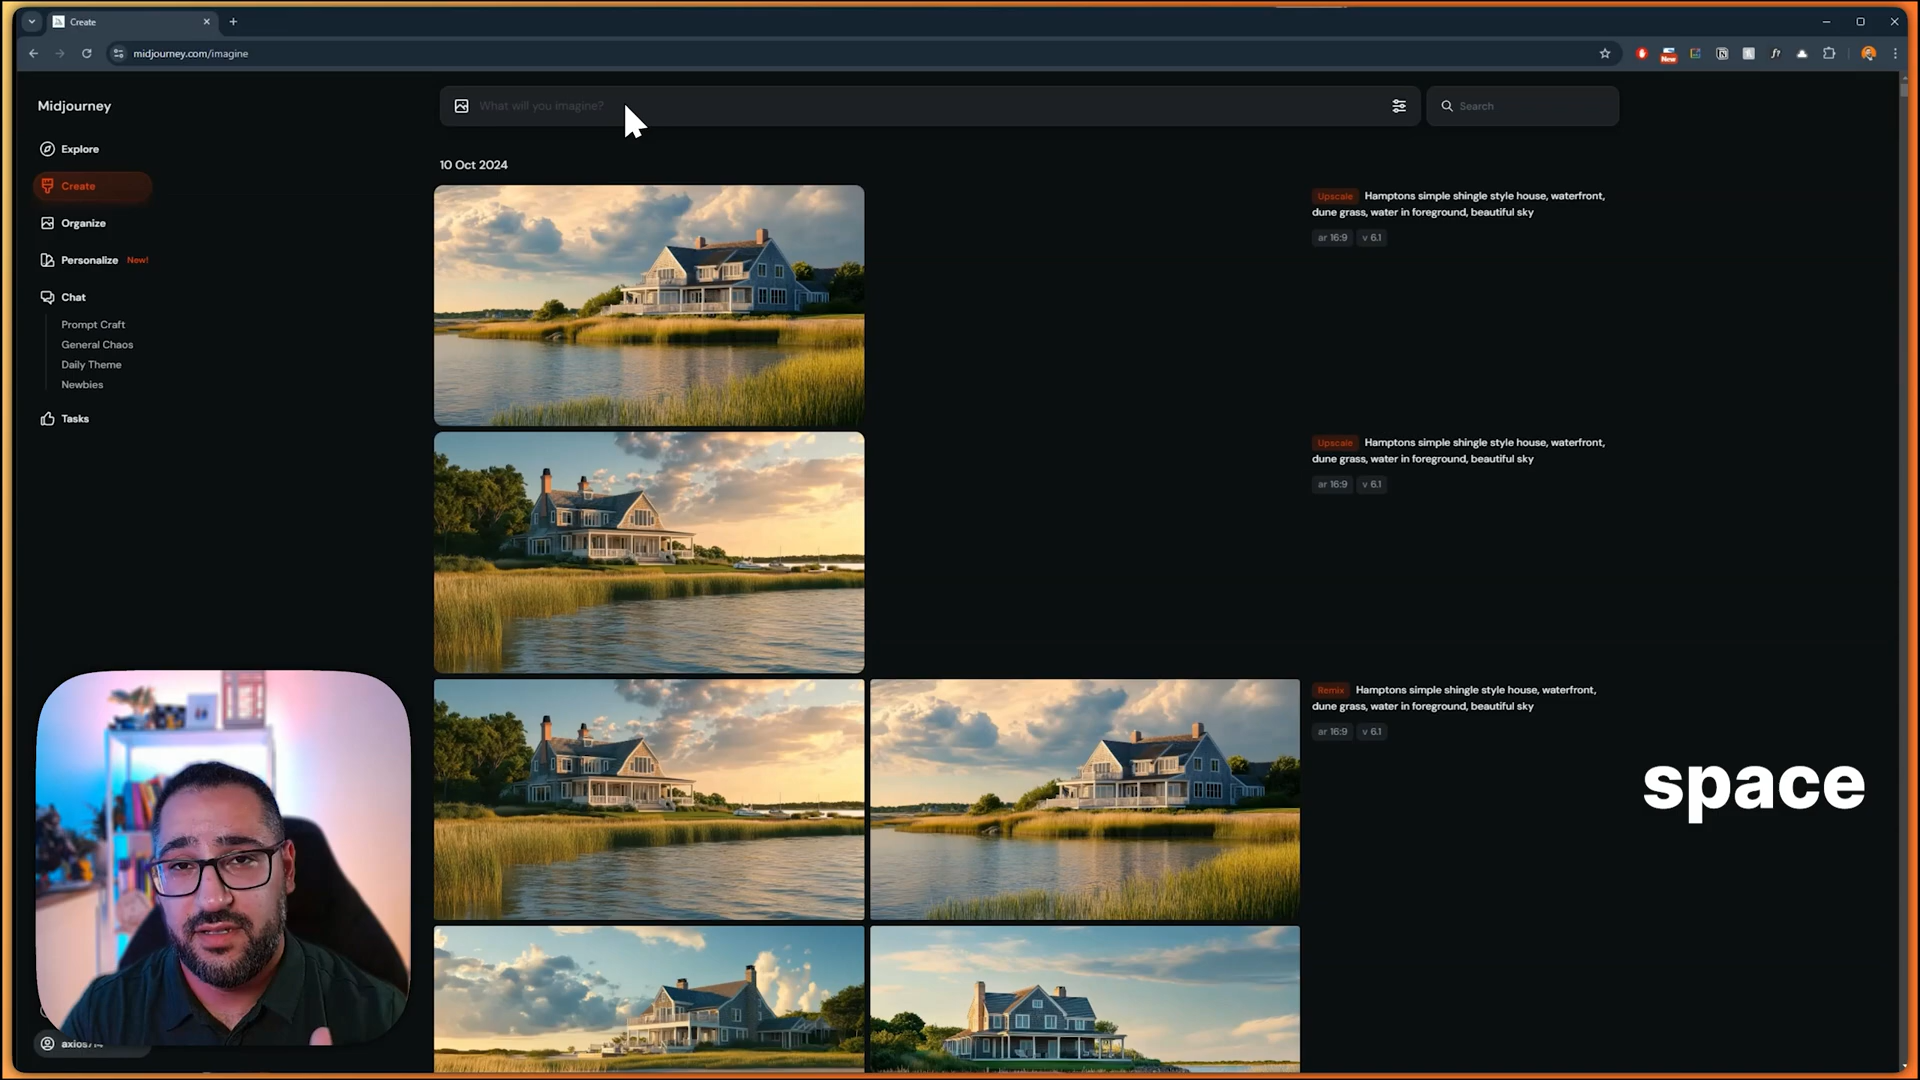 Create
midjourney.com/imagine
New
Midjourney
What will you imagine?
Search
Explore
Create
Organize
Personalize New!
Chat
Prompt Craft
General Chaos
Daily Theme
Newbies
Tasks
10 Oct 2024
Upscale Hamptons simple shingle style house, waterfront,
dune grass, water in foreground, beautiful sky
ar 16:9 v 6.1
Upscale Hamptons simple shingle style house, waterfront,
dune grass, water in foreground, beautiful sky
ar 16:9 v 6.1
Remix Hamptons simple shingle style house, waterfront,
dune grass, water in foreground, beautiful sky
ar 16:9 v 6.1
space